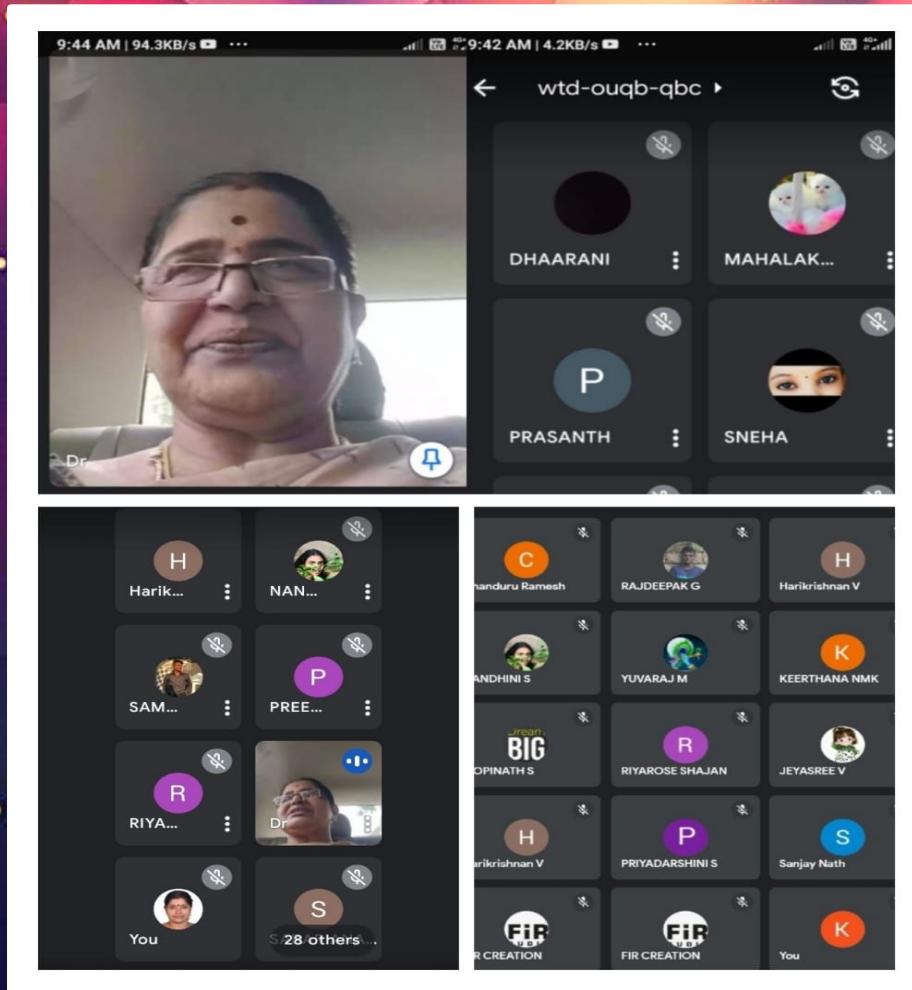 9:44 AM | 94.3KB/s ...
Dr
9:42 AM | 4.2KB/s ...
wtd-ouqb-qbc
DHAARANI
MAHALAK...
P
PRASANTH
SNEHA
H
Harik...
NAN...
SAM...
P
PREE...
R
RIYA...
Dr
You
S
28 others
C
handuru Ramesh
RAJDEEPAK G
H
Harikrishnan V
ANDHINI S
YUVARAJ M
K
KEERTHANA NMK
BIG
OPINATH S
R
RIYAROSE SHAJAN
JEYASREE V
H
arikrishnan V
P
PRIYADARSHINI S
S
Sanjay Nath
FiR
R CREATION
FiR
FIR CREATION
K
You